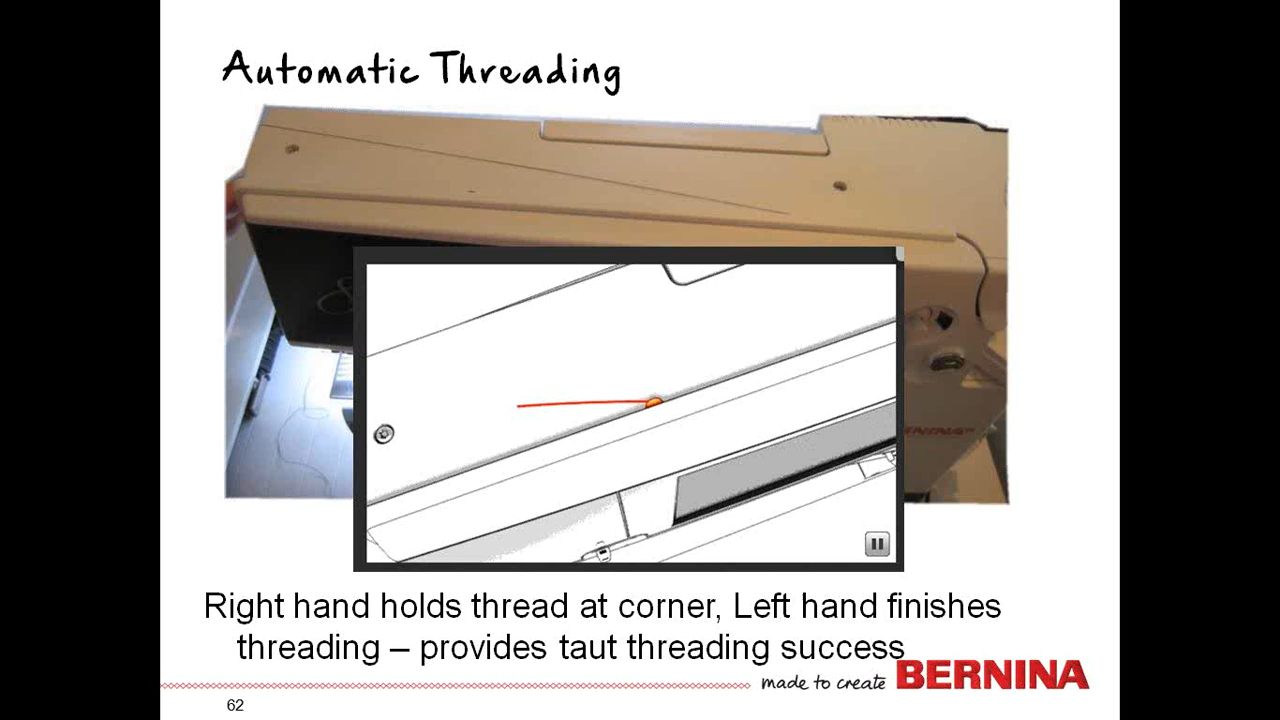 Automatic Threading
Right hand holds thread at corner, Left hand finishes
threading – provides taut threading success
made to create BERNINA
62